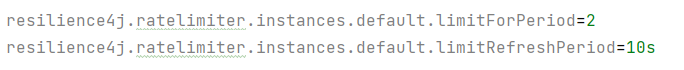 resilience4j.ratelimiter.instances.default.limitForPeriod=2
resilience4j.ratelimiter.instances.default.limitRefreshPeriod=10s